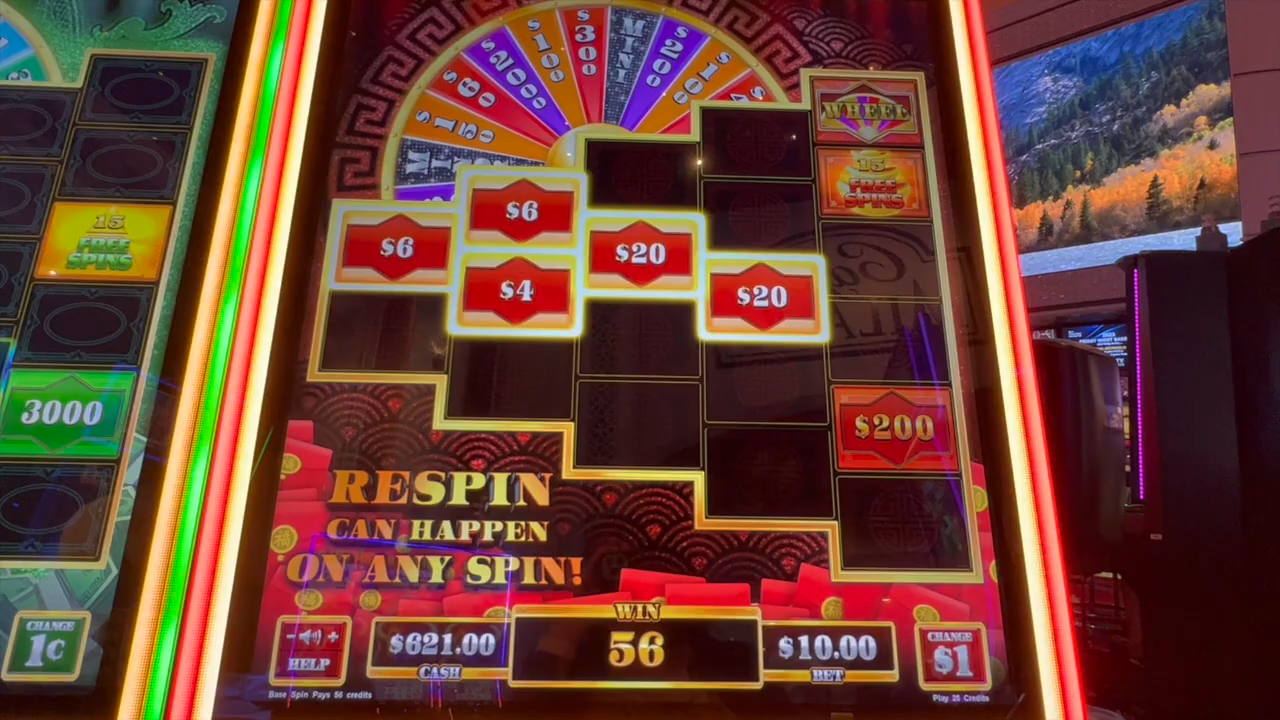 $100
$300
MINI
$2000
$200
$100
$60
$150
WHEEL
15
FREE
SPINS
15
FREE
SPINS
$6
$6
$20
$4
$20
3000
$200
RESPIN
CAN HAPPEN
ON ANY SPIN!
CHANGE
1¢
- +
HELP
$621.00
CASH
WIN
56
$10.00
BET
CHANGE
$1
Base Spin Pays 56 credits
Play 25 Credits